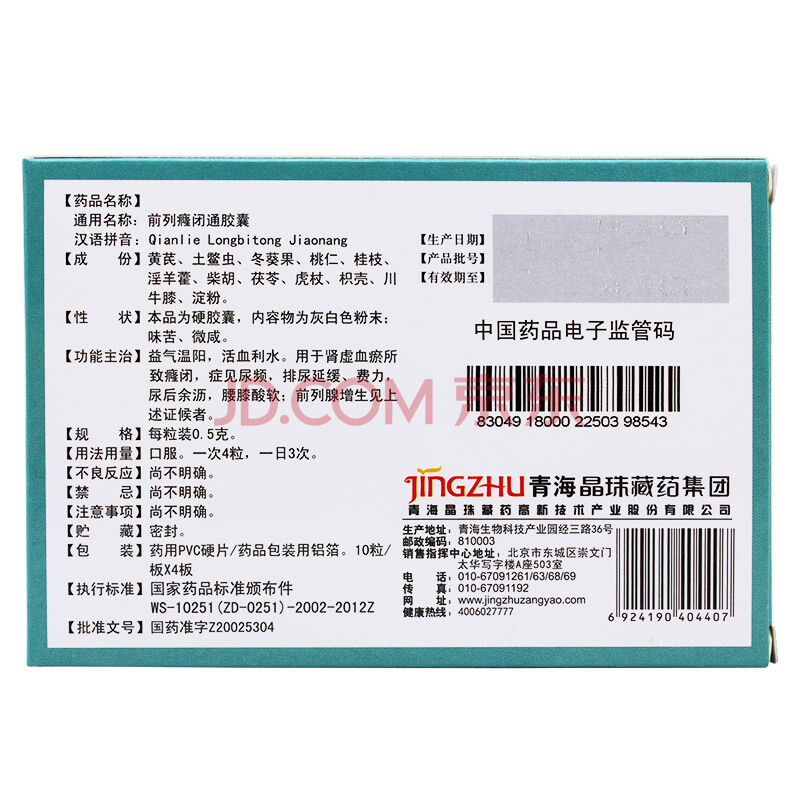 【药品名称】
通用名称：前列癃闭通胶囊
汉语拼音：Qianlie Longbitong Jiaonang
【成　份】黄芪、土鳖虫、冬葵果、桃仁、桂枝、
淫羊藿、柴胡、茯苓、虎杖、枳壳、川
牛膝、淀粉。
【性　状】本品为硬胶囊，内容物为灰白色粉末；
味苦、微咸。
【功能主治】益气温阳，活血利水。用于肾虚血瘀所
致癃闭，症见尿频，排尿延缓、费力，
尿后余沥，腰膝酸软；前列腺增生见上
述证候者。
【规　格】每粒装0.5克。
【用法用量】口服。一次4粒，一日3次。
【不良反应】尚不明确。
【禁　忌】尚不明确。
【注意事项】尚不明确。
【贮　藏】密封。
【包　装】药用PVC硬片/药品包装用铝箔。10粒/
板X4板
【执行标准】国家药品标准颁布件
WS-10251(ZD-0251)-2002-2012Z
【批准文号】国药准字Z20025304
【生产日期】
【产品批号】
【有效期至】
中国药品电子监管码
83049 18000 22503 98543
JD.COM 京东
JINGZHU 青海晶珠藏药集团
青海晶珠藏药高新技术产业股份有限公司
生产地址：青海生物科技产业园经三路36号
邮政编码：810003
销售指挥中心地址：北京市东城区崇文门
太华写字楼A座503室
电　话：010-67091261/63/68/69
传　真：010-67091192
网　址：www.jingzhuzangyao.com
健康热线：4006027777
6 924190 404407